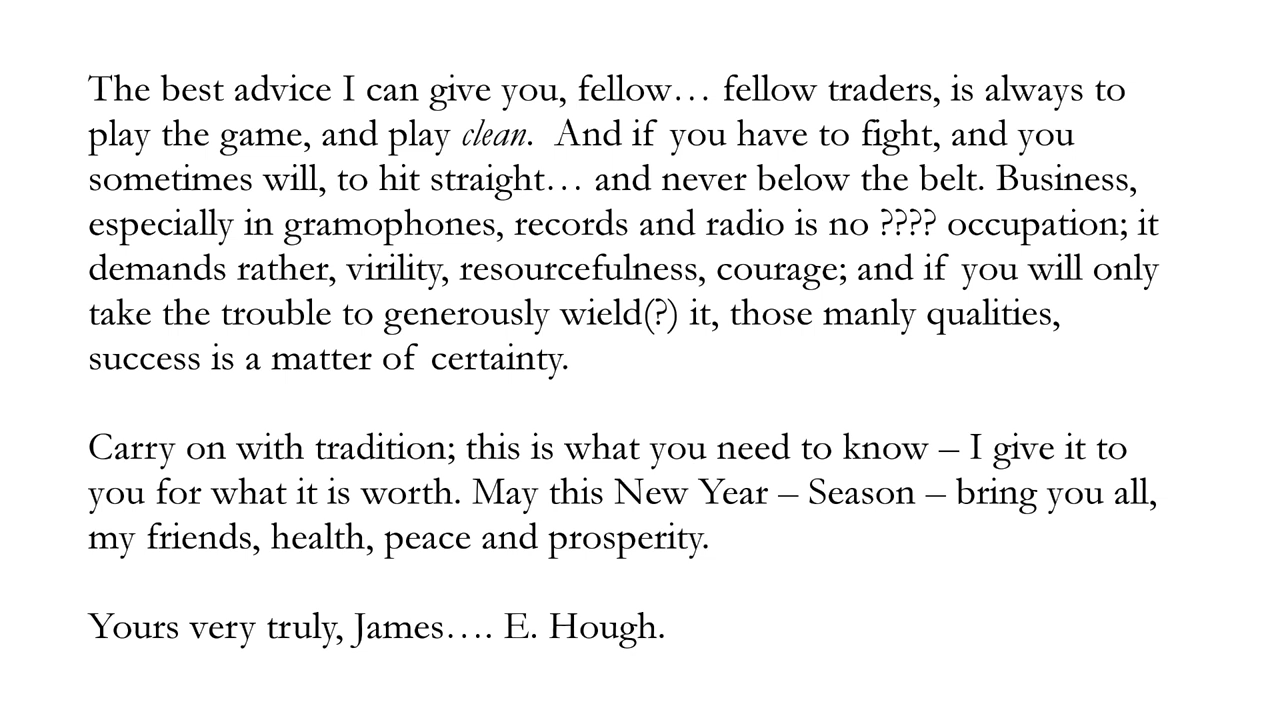 The best advice I can give you, fellow… fellow traders, is always to
play the game, and play clean.  And if you have to fight, and you
sometimes will, to hit straight… and never below the belt. Business,
especially in gramophones, records and radio is no ???? occupation; it
demands rather, virility, resourcefulness, courage; and if you will only
take the trouble to generously wield(?) it, those manly qualities,
success is a matter of certainty.
Carry on with tradition; this is what you need to know – I give it to
you for what it is worth. May this New Year – Season – bring you all,
my friends, health, peace and prosperity.
Yours very truly, James…. E. Hough.